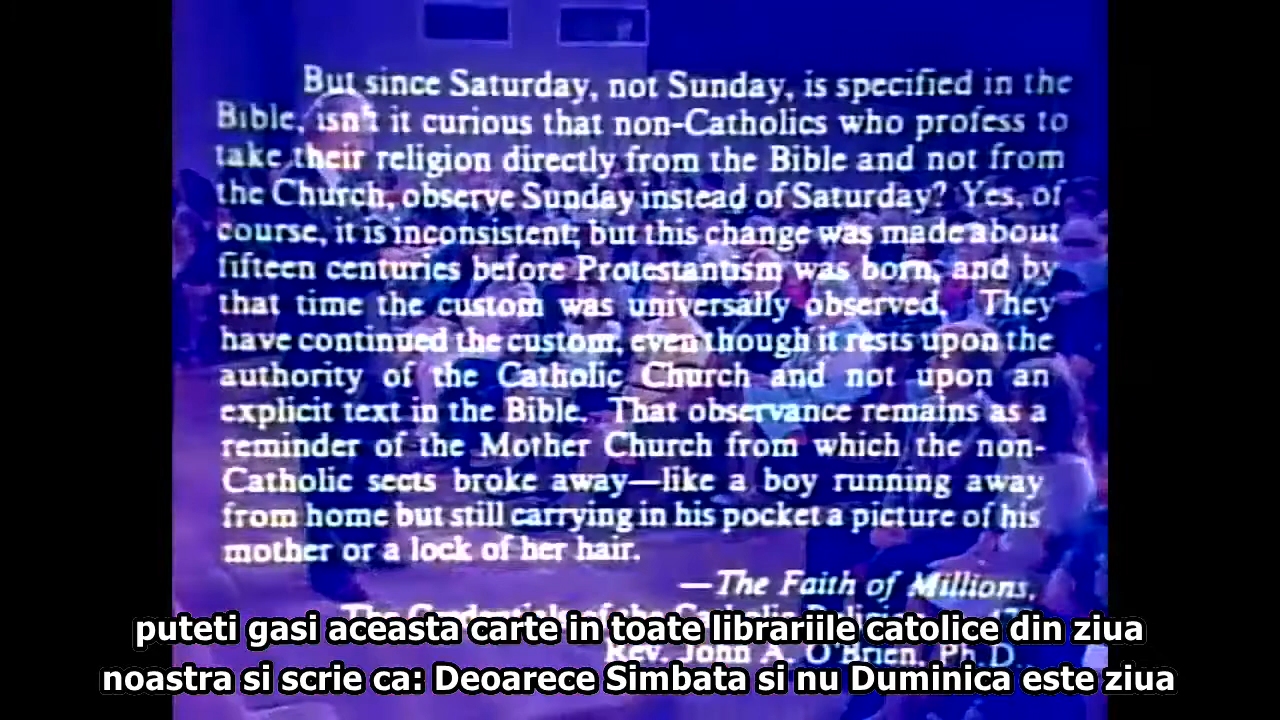 But since Saturday, not Sunday, is specified in the
Bible, isn't it curious that non-Catholics who profess to
take their religion directly from the Bible and not from
the Church, observe Sunday instead of Saturday? Yes, of
course, it is inconsistent; but this change was made about
fifteen centuries before Protestantism was born, and by
that time the custom was universally observed. They
have continued the custom, even though it rests upon the
authority of the Catholic Church and not upon an
explicit text in the Bible. That observance remains as a
reminder of the Mother Church from which the non-
Catholic sects broke away—like a boy running away
from home but still carrying in his pocket a picture of his
mother or a lock of her hair.
—The Faith of Millions,
The Credentials of the Catholic
Rev. John A. O'Brien, Ph.D.
puteti gasi aceasta carte in toate librariile catolice din ziua
noastra si scrie ca: Deoarece Simbata si nu Duminica este ziua